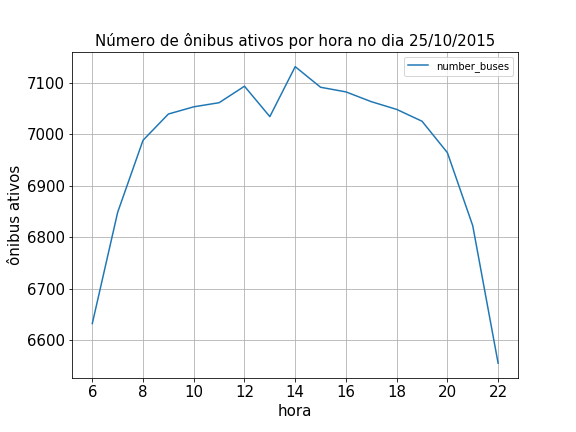 Número de ônibus ativos por hora no dia 25/10/2015
number_buses
7100
7000
6900
6800
6700
6600
ônibus ativos
6 8 10 12 14 16 18 20 22
hora